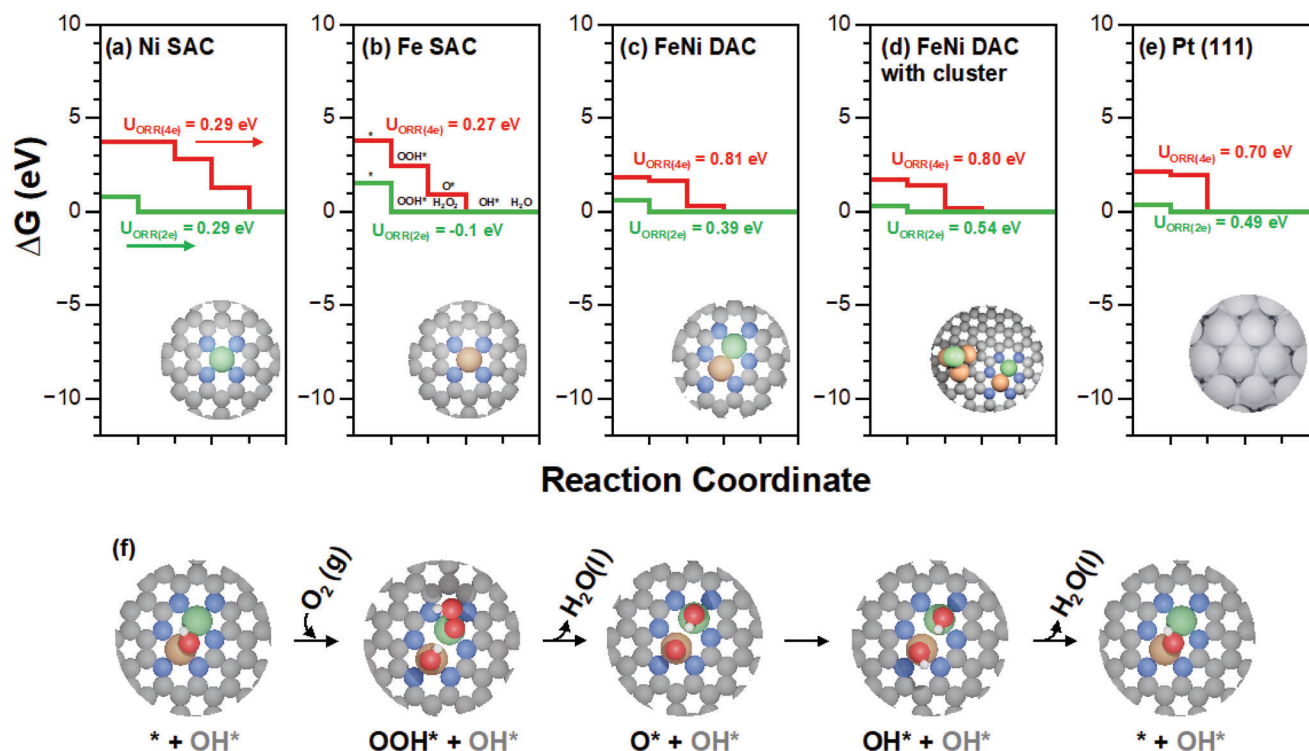 ΔG (eV)
10
5
0
−5
−10
(a) Ni SAC
U_ORR(4e) = 0.29 eV
U_ORR(2e) = 0.29 eV
10
5
0
−5
−10
(b) Fe SAC
U_ORR(4e) = 0.27 eV
*
OOH*
*
O*
OOH* H₂O₂ OH* H₂O
U_ORR(2e) = -0.1 eV
10
5
0
−5
−10
(c) FeNi DAC
U_ORR(4e) = 0.81 eV
U_ORR(2e) = 0.39 eV
10
5
0
−5
−10
(d) FeNi DAC
with cluster
U_ORR(4e) = 0.80 eV
U_ORR(2e) = 0.54 eV
10
5
0
−5
−10
(e) Pt (111)
U_ORR(4e) = 0.70 eV
U_ORR(2e) = 0.49 eV
Reaction Coordinate
(f)
O₂ (g)
H₂O(l)
H₂O(l)
* + OH*
OOH* + OH*
O* + OH*
OH* + OH*
* + OH*